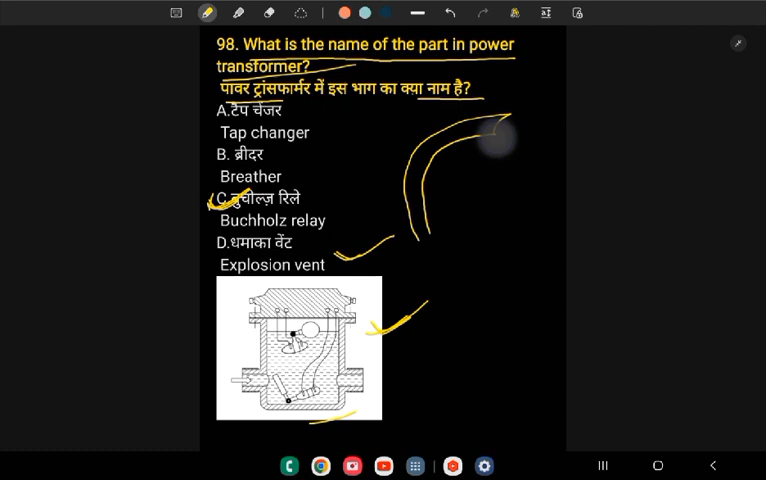 98. What is the name of the part in power
transformer?
पावर ट्रांसफार्मर में इस भाग का क्या नाम है?
A.टैप चेंजर
Tap changer
B. ब्रीदर
Breather
C.बुचोल्ज़ रिले
Buchholz relay
D.धमाका वेंट
Explosion vent